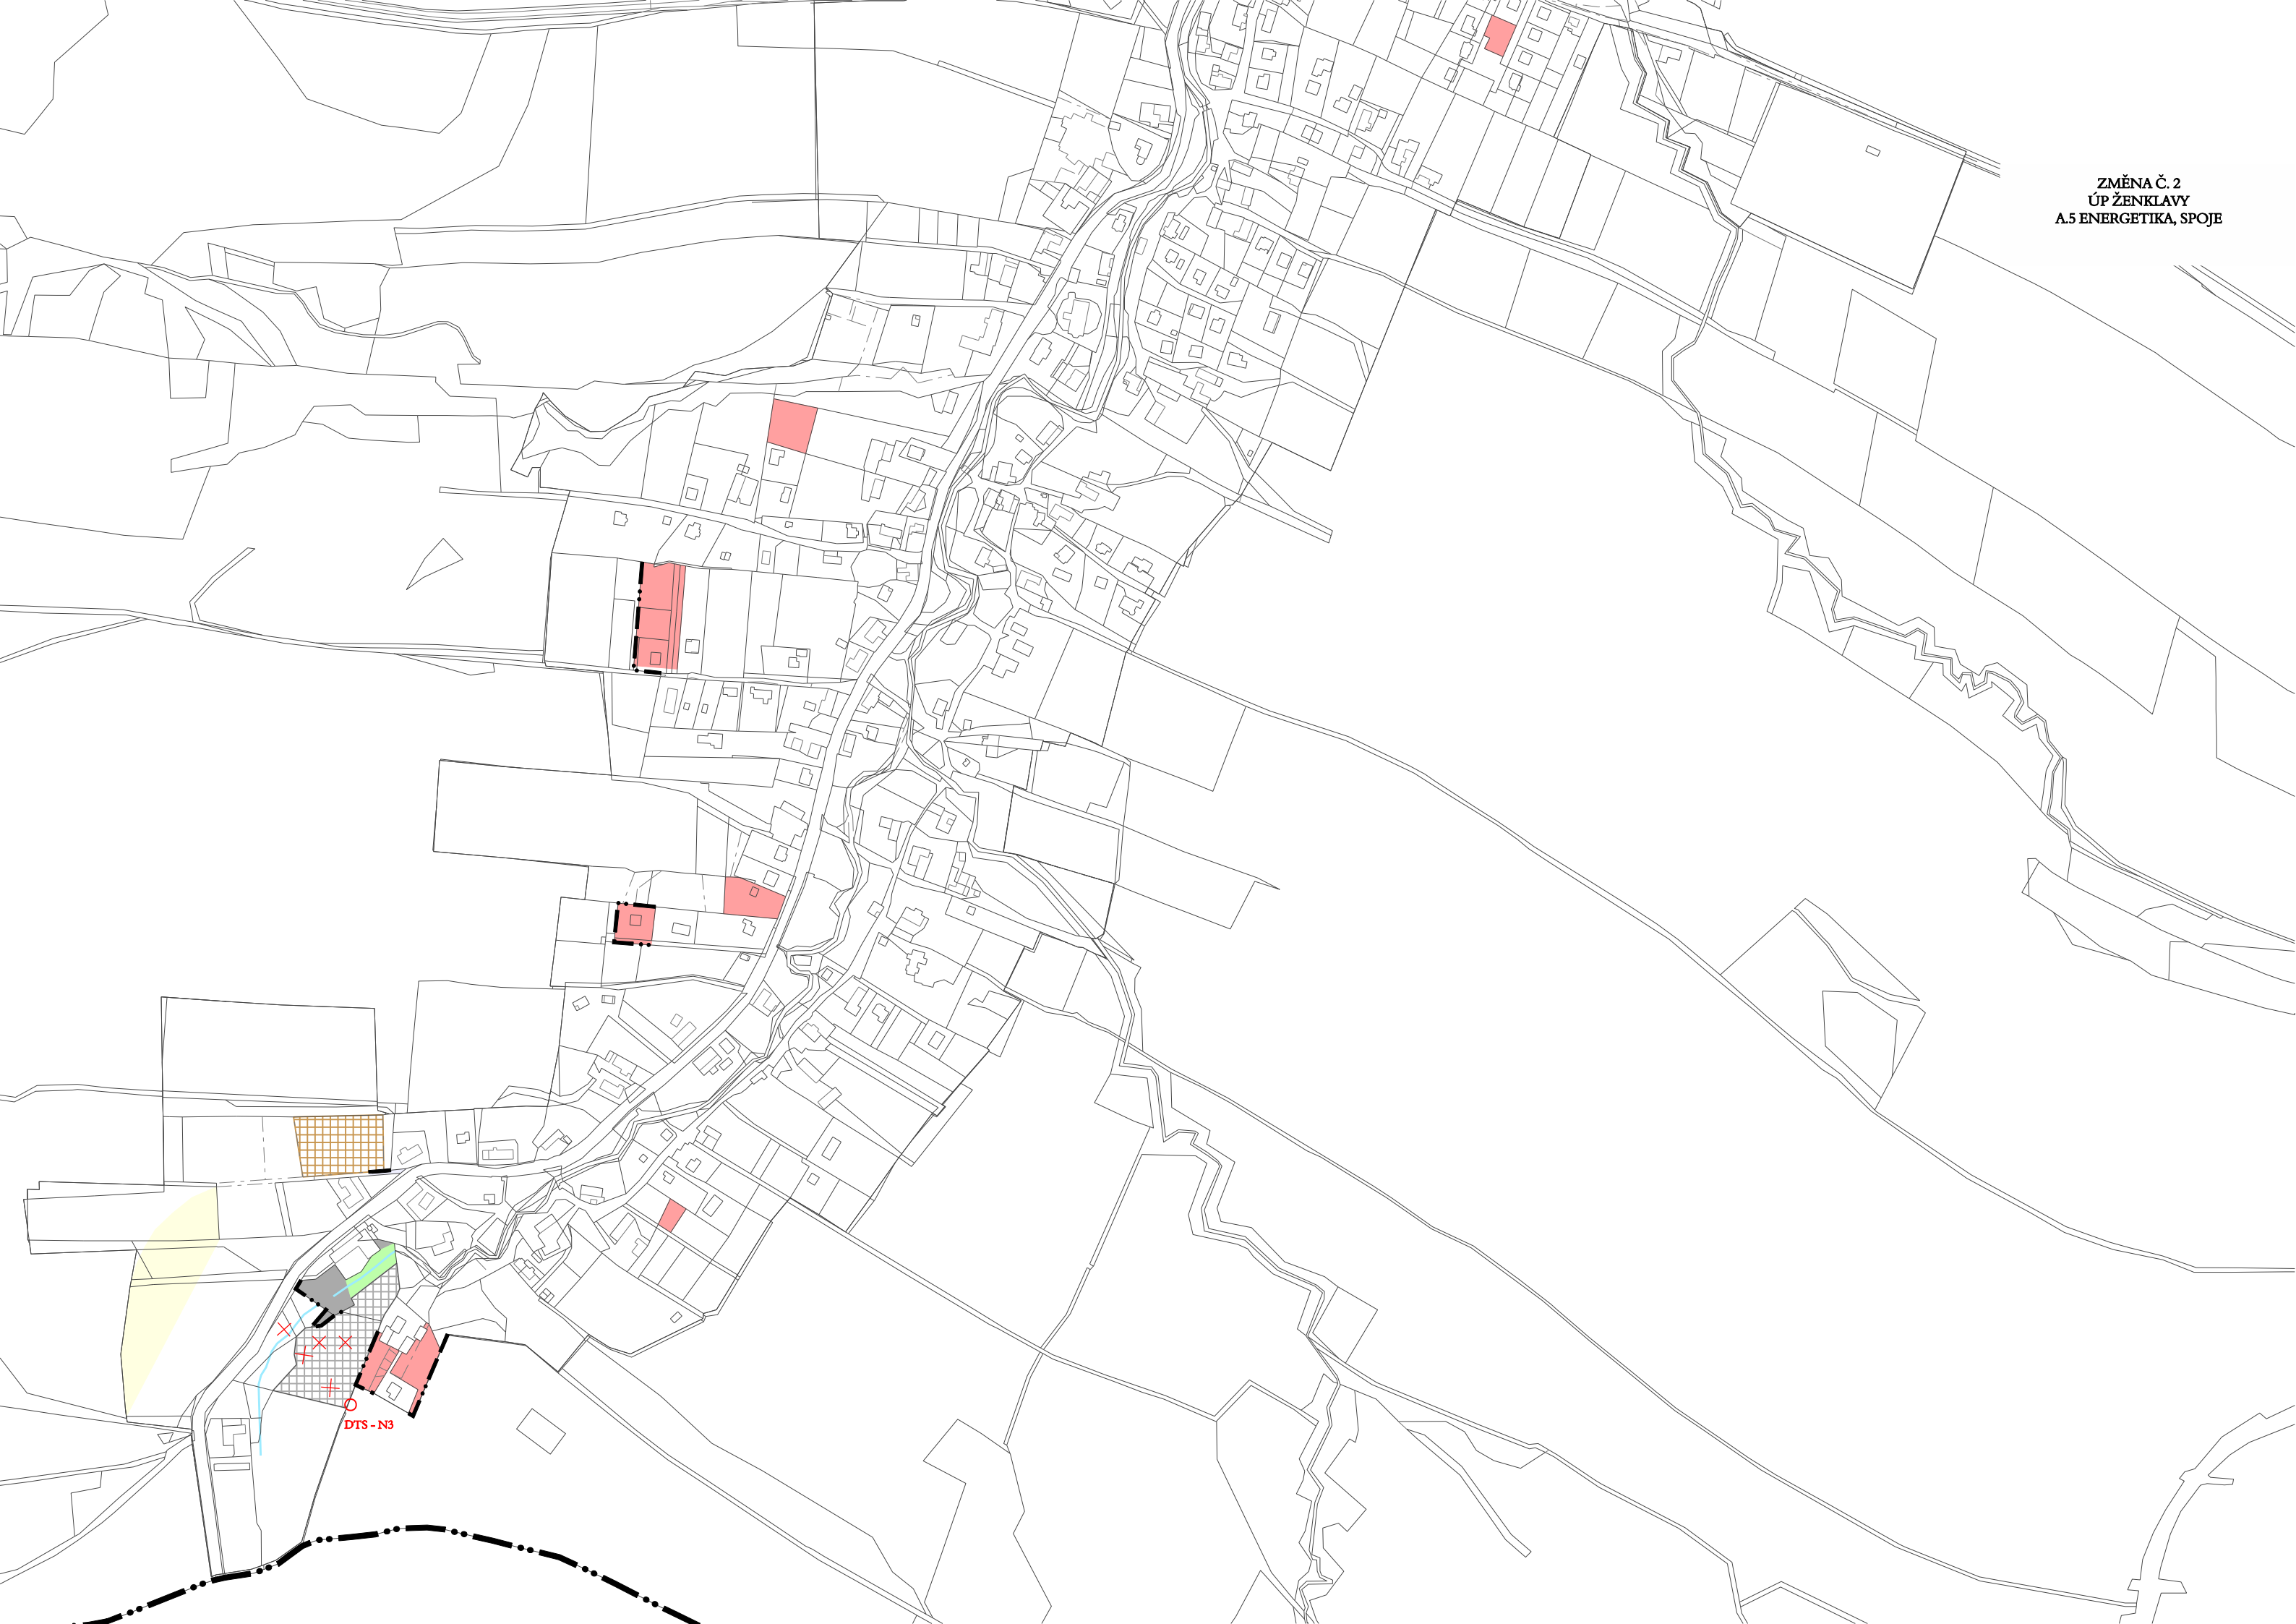 ZMĚNA Č. 2
ÚP ŽENKLAVY
A.5 ENERGETIKA, SPOJE
DTS - N3